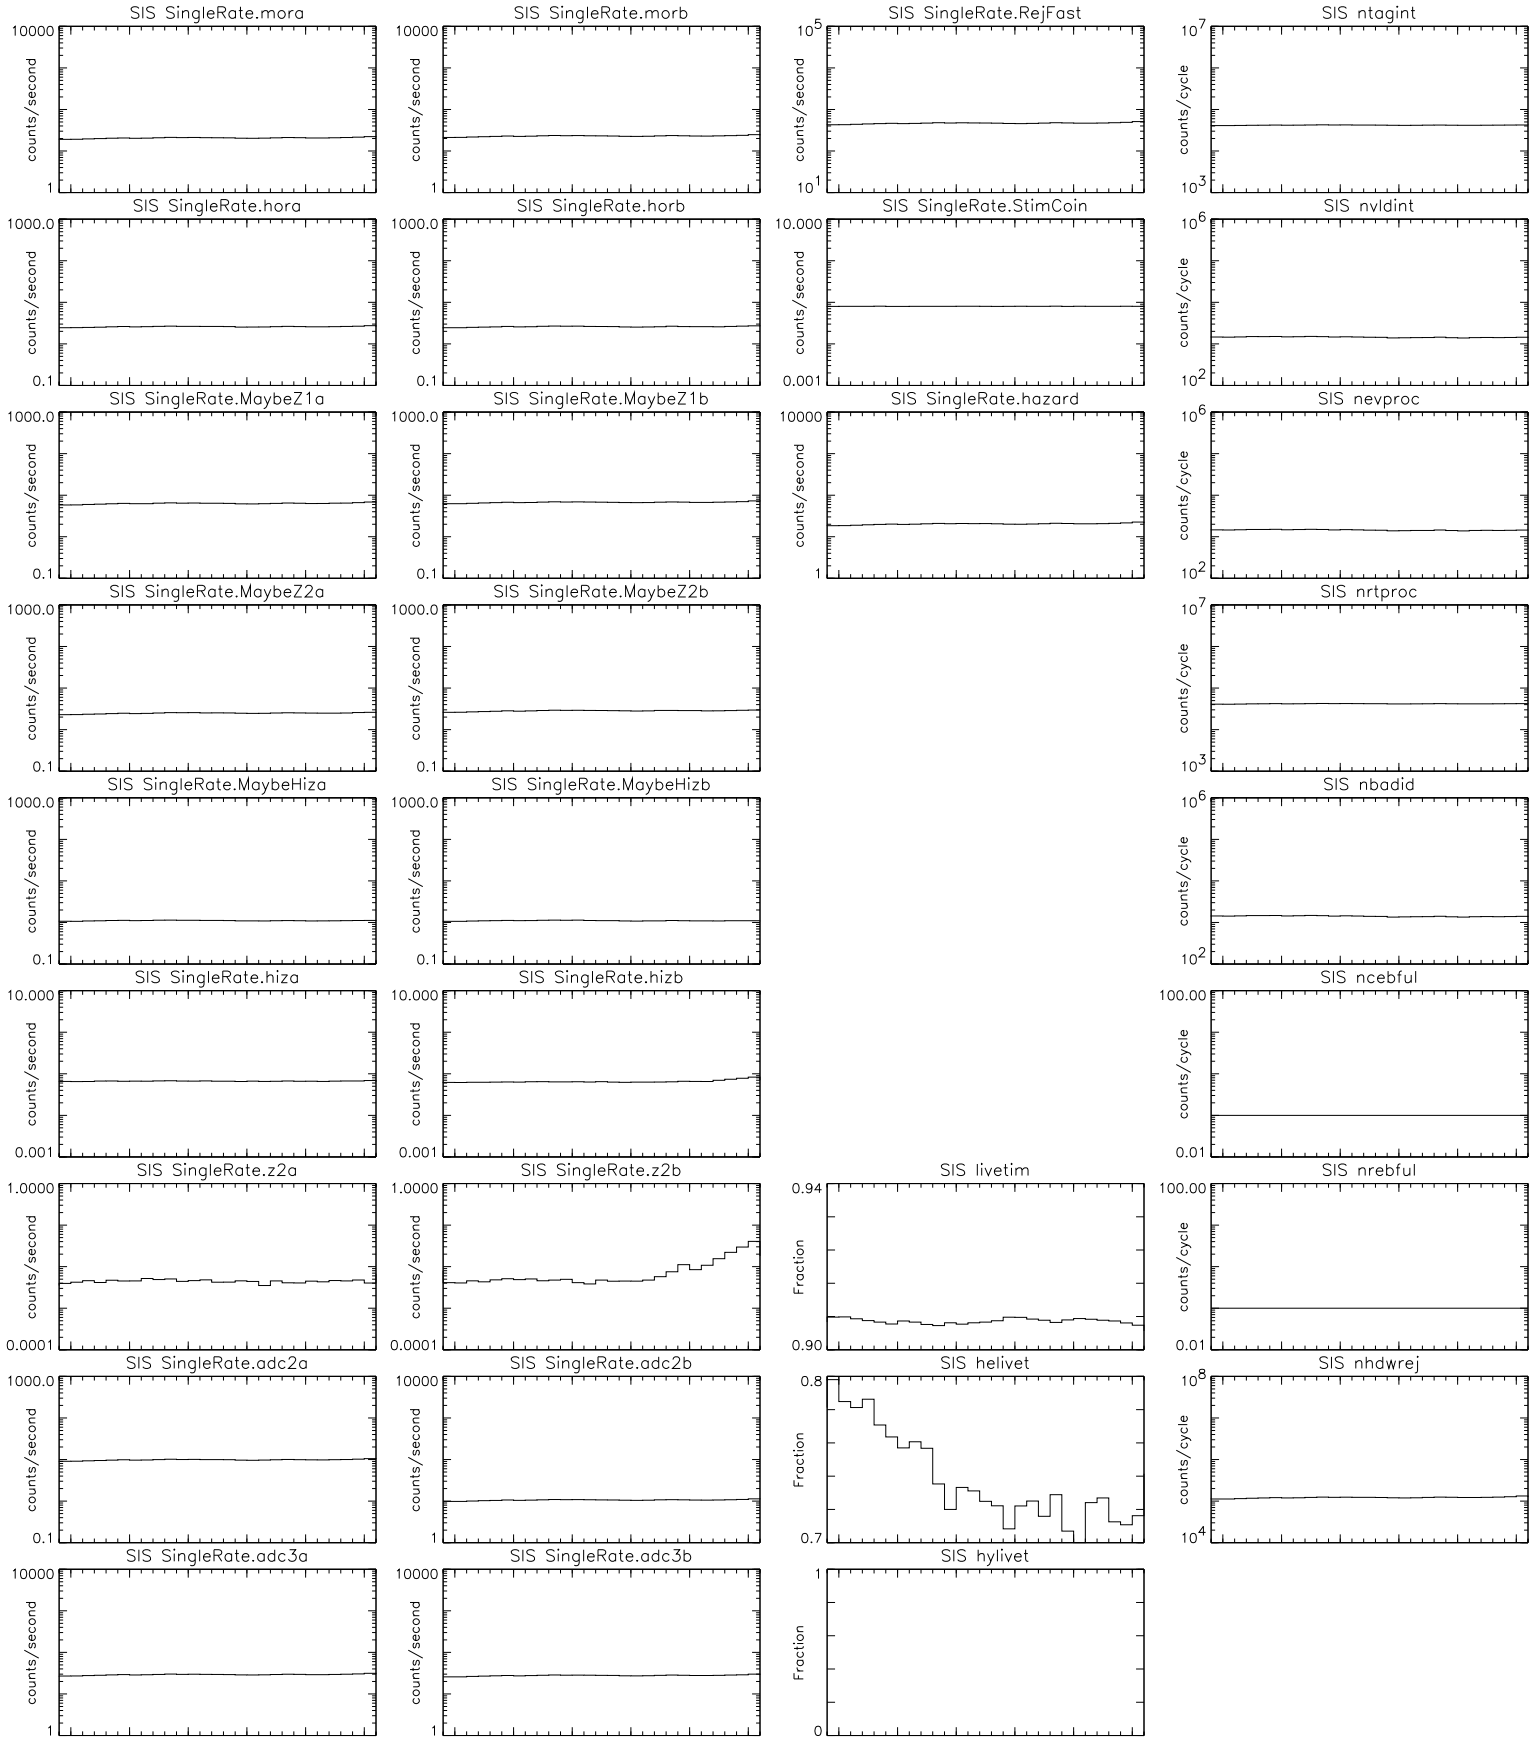 SIS SingleRate.mora
10000
counts/second
1
SIS SingleRate.morb
10000
counts/second
1
SIS SingleRate.RejFast
10^5
counts/second
10^1
SIS ntagint
10^7
counts/cycle
10^3
SIS SingleRate.hora
1000.0
counts/second
0.1
SIS SingleRate.horb
1000.0
counts/second
0.1
SIS SingleRate.StimCoin
10.000
counts/second
0.001
SIS nvldint
10^6
counts/cycle
10^2
SIS SingleRate.MaybeZ1a
1000.0
counts/second
0.1
SIS SingleRate.MaybeZ1b
1000.0
counts/second
0.1
SIS SingleRate.hazard
10000
counts/second
1
SIS nevproc
10^6
counts/cycle
10^2
SIS SingleRate.MaybeZ2a
1000.0
counts/second
0.1
SIS SingleRate.MaybeZ2b
1000.0
counts/second
0.1
SIS nrtproc
10^7
counts/cycle
10^3
SIS SingleRate.MaybeHiza
1000.0
counts/second
0.1
SIS SingleRate.MaybeHizb
1000.0
counts/second
0.1
SIS nbadid
10^6
counts/cycle
10^2
SIS SingleRate.hiza
10.000
counts/second
0.001
SIS SingleRate.hizb
10.000
counts/second
0.001
SIS ncebful
100.00
counts/cycle
0.01
SIS SingleRate.z2a
1.0000
counts/second
0.0001
SIS SingleRate.z2b
1.0000
counts/second
0.0001
SIS livetim
0.94
Fraction
0.90
SIS nrebful
100.00
counts/cycle
0.01
SIS SingleRate.adc2a
1000.0
counts/second
0.1
SIS SingleRate.adc2b
10000
counts/second
1
SIS helivet
0.8
Fraction
0.7
SIS nhdwrej
10^8
counts/cycle
10^4
SIS SingleRate.adc3a
10000
counts/second
1
SIS SingleRate.adc3b
10000
counts/second
1
SIS hylivet
1
Fraction
0